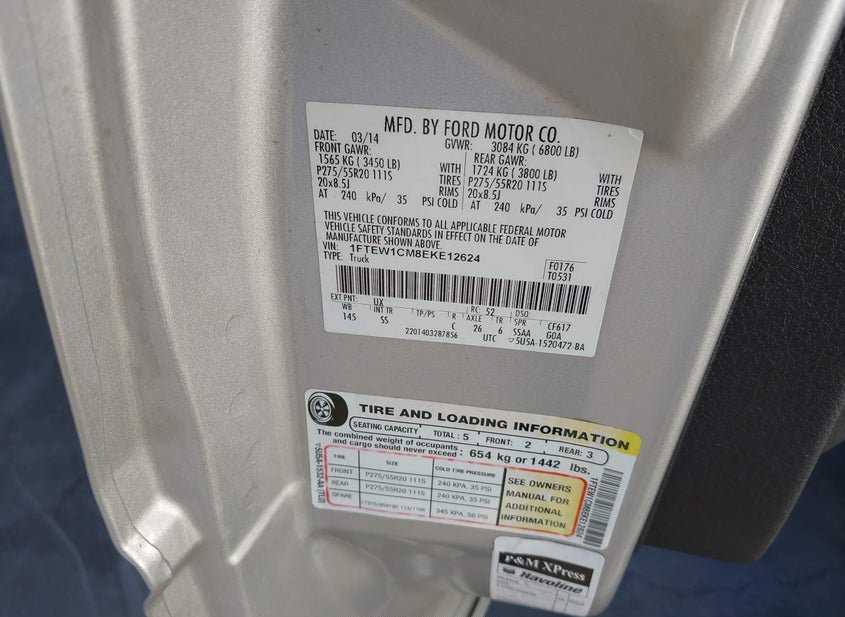 MFD. BY FORD MOTOR CO.
DATE: 03/14 GVWR: 3084 KG ( 6800 LB)
FRONT GAWR: REAR GAWR:
1565 KG ( 3450 LB) WITH 1724 KG ( 3800 LB) WITH
P275/55R20 111S TIRES P275/55R20 111S TIRES
20x8.5J RIMS 20x8.5J RIMS
AT 240 kPa/ 35 PSI COLD AT 240 kPa/ 35 PSI COLD
THIS VEHICLE CONFORMS TO ALL APPLICABLE FEDERAL MOTOR
VEHICLE SAFETY STANDARDS IN EFFECT ON THE DATE OF
MANUFACTURE SHOWN ABOVE.
VIN: 1FTEW1CM8EKE12624
TYPE: Truck
F0176
T0531
EXT PNT: UX RC: 52 DSO:
WB INT TR TP/PS R AXLE TR SPR CF617
145 SS C 26 6 SSAA GOA
2201403287856 UTC ▽5U5A-1520472-BA
TIRE AND LOADING INFORMATION
SEATING CAPACITY TOTAL : 5 FRONT: 2 REAR: 3
The combined weight of occupants
and cargo should never exceed : 654 kg or 1442 lbs.
TIRE SIZE COLD TIRE PRESSURE
FRONT P275/55R20 111S 240 KPA, 35 PSI
REAR P275/55R20 111S 240 KPA, 35 PSI
SPARE 345 KPA, 50 PSI
SEE OWNERS
MANUAL FOR
ADDITIONAL
INFORMATION
1FTEW1CM8EKE12624
P&M XPress
Havoline